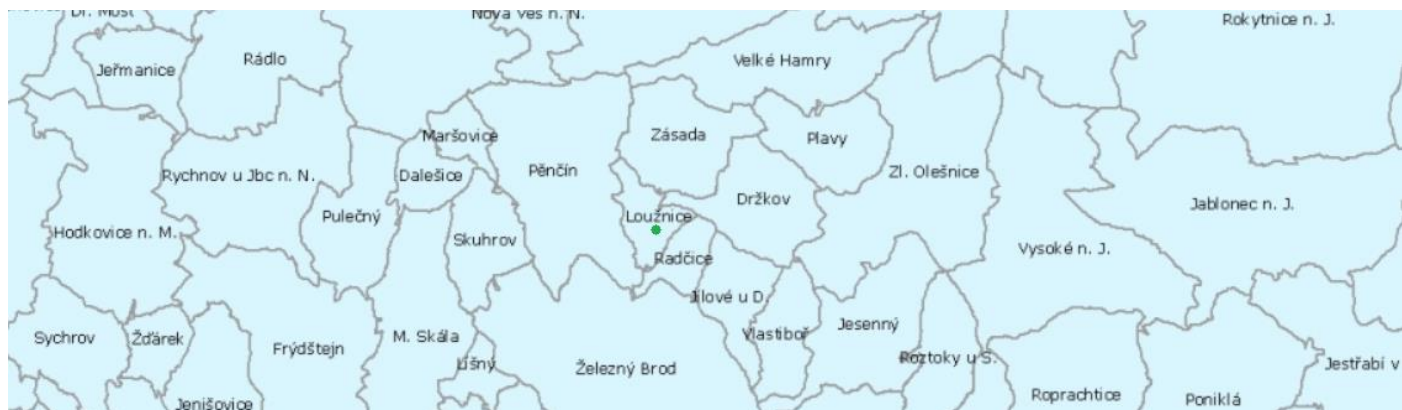 Dr. Most
Nová Ves n. N.
Rokytnice n. J.
Rádlo
Velké Hamry
Jeřmanice
Maršovice
Zásada
Plavy
Pěnčín
Rychnov u Jbc n. N.
Dalešice
Zl. Olešnice
Držkov
Jablonec n. J.
Pulečný
Loužnice
Hodkovice n. M.
Skuhrov
Vysoké n. J.
Radčice
Jílové u D.
Jesenný
Vlastiboř
Sychrov
Žďárek
M. Skála
Frýdštejn
Roztoky u S.
Líšný
Železný Brod
Jestřabí v
Roprachtice
Poniklá
Jenišovice